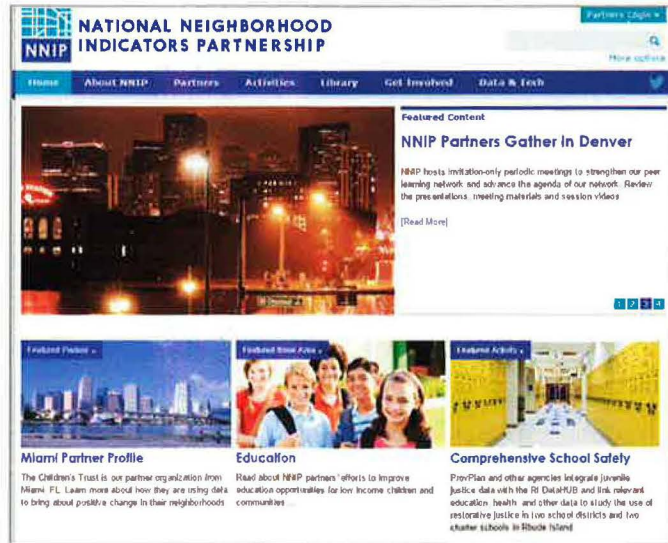 Partners Login
NNIP
NATIONAL NEIGHBORHOOD
INDICATORS PARTNERSHIP
More options
Home About NNIP Partners Activities Library Get Involved Data & Tech
Featured Content
NNIP Partners Gather in Denver
NNIP hosts invitation-only periodic meetings to strengthen our peer
learning network and advance the agenda of our network. Review
the presentations, meeting materials and session videos
[Read More]
1 2 3 4
Featured Partner
Featured Issue Area
Featured Activity
Miami Partner Profile
The Children's Trust is our partner organization from
Miami, FL. Learn more about how they are using data
to bring about positive change in their neighborhoods
Education
Read about NNIP partners' efforts to improve
education opportunities for low income children and
communities ...
Comprehensive School Safety
ProvPlan and other agencies integrate juvenile
justice data with the RI DataHUB and link relevant
education, health and other data to study the use of
restorative justice in two school districts and two
charter schools in Rhode Island